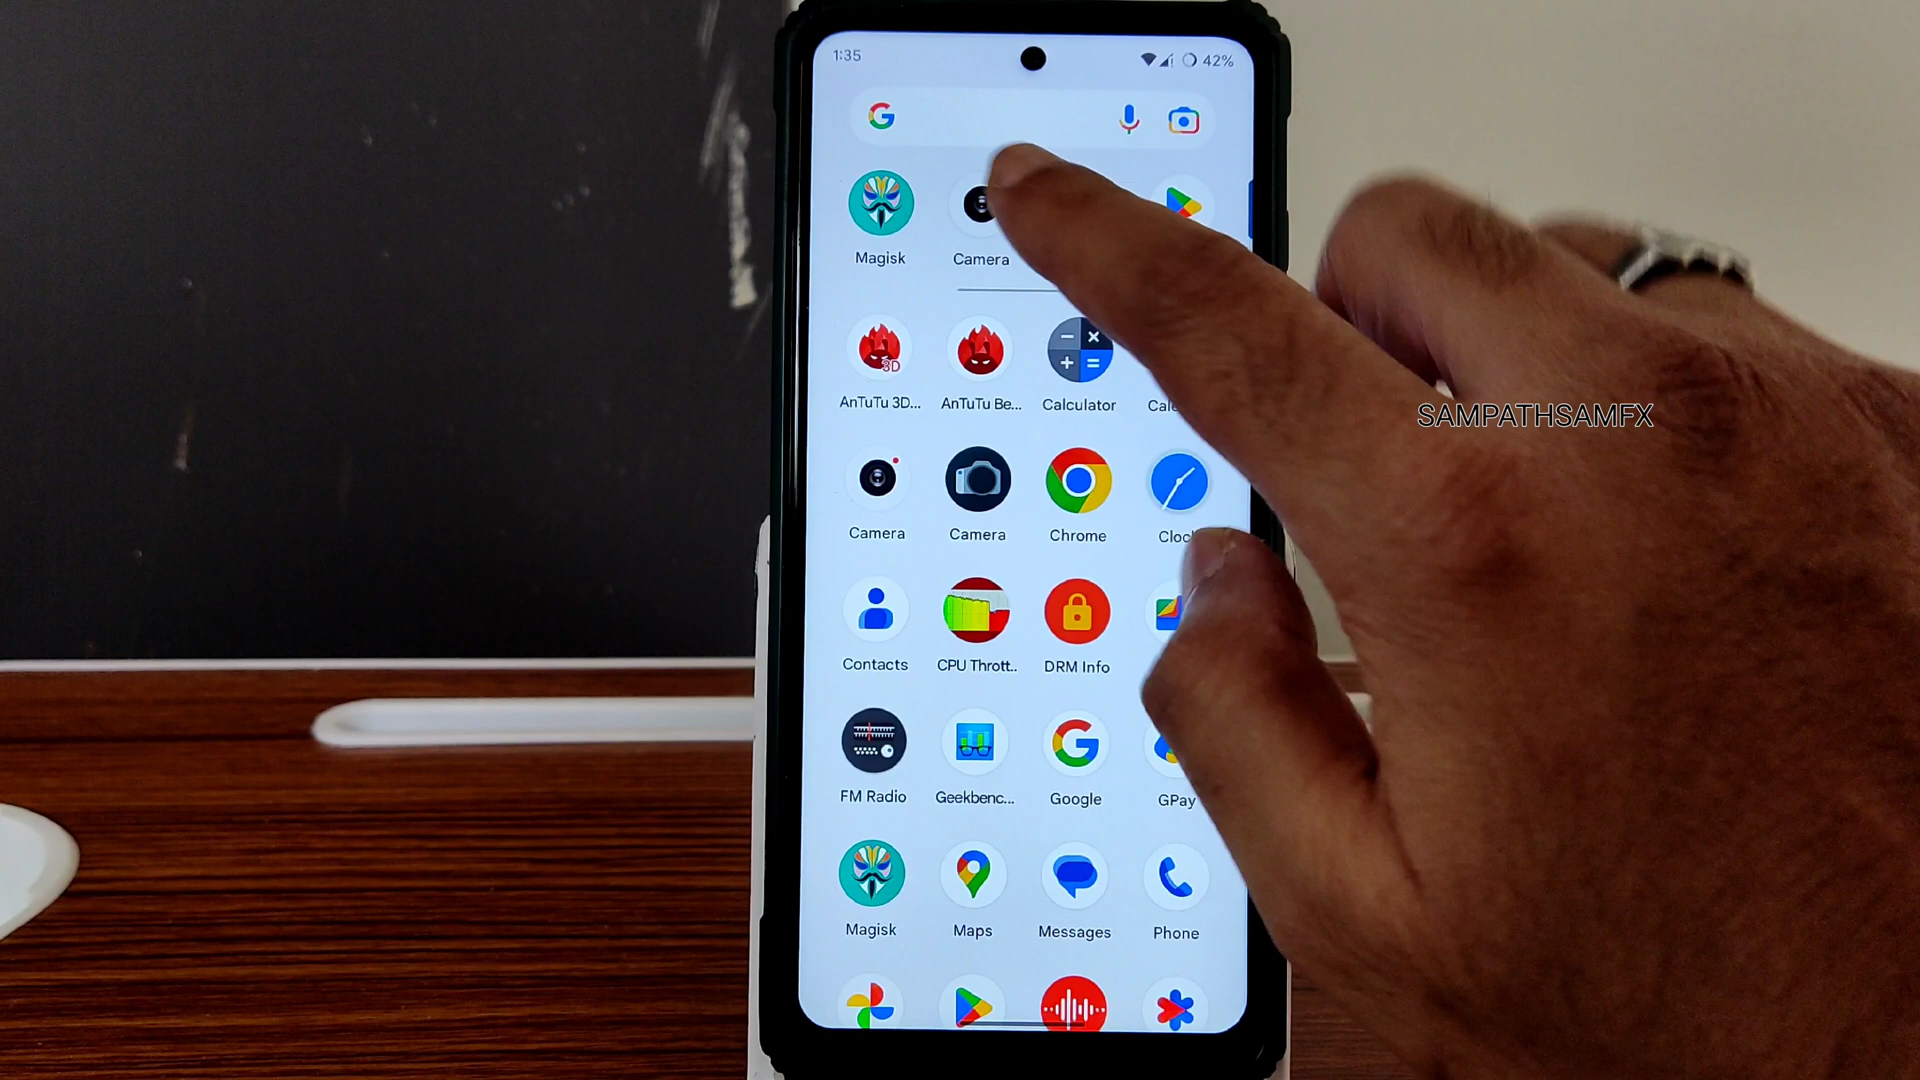 1:35
42%
Magisk
Camera
AnTuTu 3D...
AnTuTu Be...
Calculator
Camera
Camera
Chrome
Contacts
CPU Thrott..
DRM Info
FM Radio
Geekbenc...
Google
GPay
Magisk
Maps
Messages
Phone
SAMPATHSAMFX